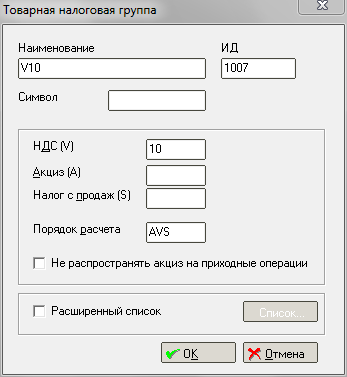 Товарная налоговая группа
Наименование ИД
V10 1007
Символ
НДС (V) 10
Акциз (A)
Налог с продаж (S)
Порядок расчета AVS
Не распространять акциз на приходные операции
Расширенный список Список...
OK Отмена